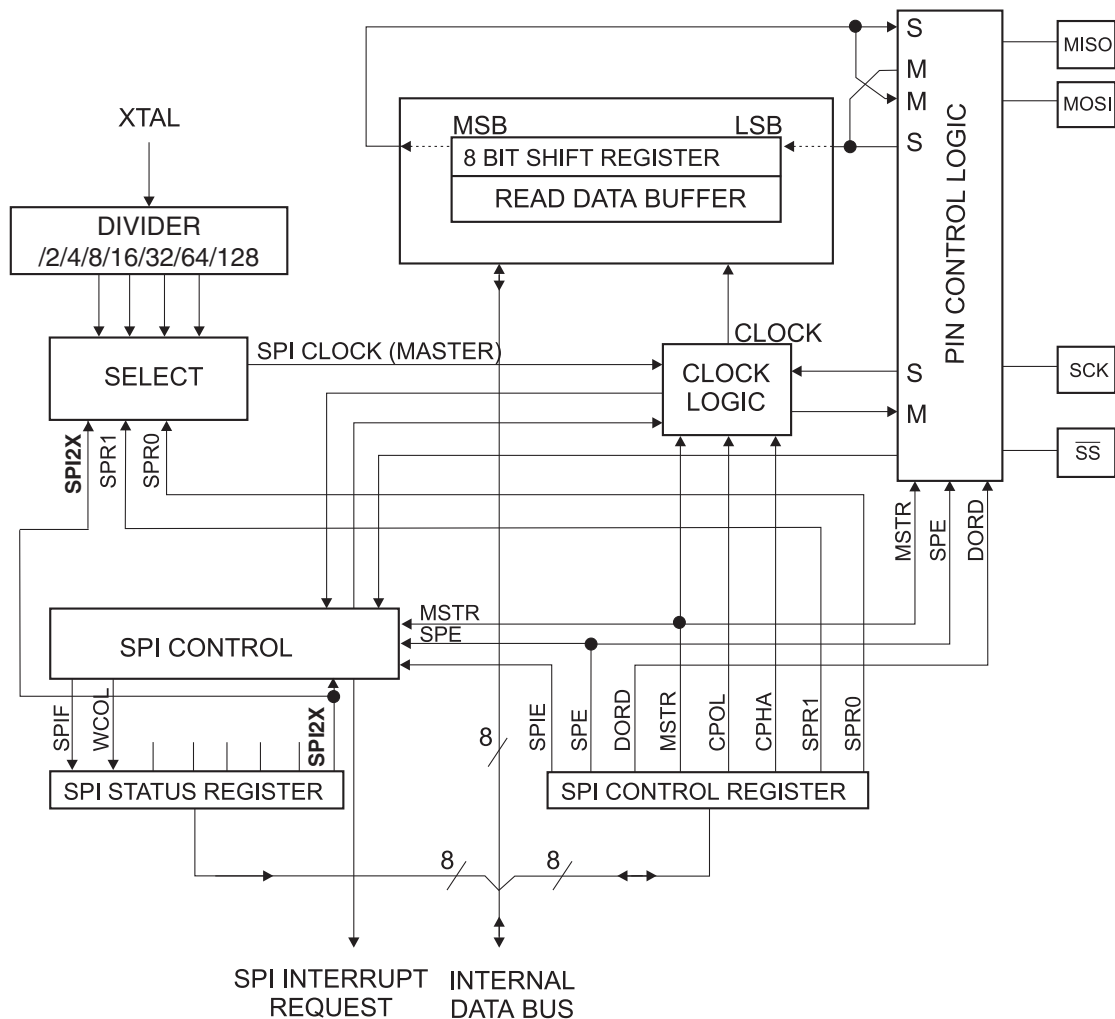 S
MISO
M
M
MOSI
XTAL
MSB
LSB
S
8 BIT SHIFT REGISTER
READ DATA BUFFER
PIN CONTROL LOGIC
DIVIDER
/2/4/8/16/32/64/128
CLOCK
SPI CLOCK (MASTER)
SELECT
CLOCK
LOGIC
S
M
SCK
SS
SPI2X
SPR1
SPR0
MSTR
SPE
DORD
MSTR
SPE
SPI CONTROL
SPIF
WCOL
SPI2X
8
SPIE
SPE
DORD
MSTR
CPOL
CPHA
SPR1
SPR0
SPI STATUS REGISTER
SPI CONTROL REGISTER
8
8
SPI INTERRUPT
REQUEST
INTERNAL
DATA BUS